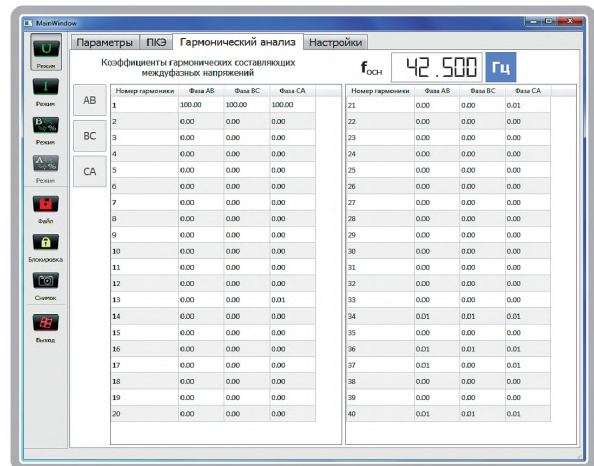 MainWindow
Параметры ПКЭ Гармонический анализ Настройки
Коэффициенты гармонических составляющих
междуфазных напряжений
fосн 42.500 Гц
U
Режим
I
Режим
Режим
Режим
Файл
Блокировка
Снимок
Выход
AB
BC
CA
Номер гармоники Фаза AB Фаза BC Фаза CA
1 100.00 100.00 100.00
2 0.00 0.00 0.00
3 0.00 0.00 0.00
4 0.00 0.00 0.00
5 0.00 0.00 0.00
6 0.00 0.00 0.00
7 0.00 0.00 0.00
8 0.00 0.00 0.00
9 0.00 0.00 0.00
10 0.00 0.00 0.00
11 0.00 0.00 0.00
12 0.00 0.00 0.00
13 0.00 0.00 0.01
14 0.00 0.00 0.00
15 0.00 0.00 0.00
16 0.00 0.00 0.00
17 0.00 0.00 0.00
18 0.00 0.00 0.00
19 0.00 0.00 0.00
20 0.00 0.00 0.00
Номер гармоники Фаза AB Фаза BC Фаза CA
21 0.00 0.00 0.01
22 0.00 0.00 0.00
23 0.00 0.00 0.00
24 0.00 0.00 0.00
25 0.00 0.00 0.00
26 0.00 0.00 0.00
27 0.00 0.00 0.00
28 0.00 0.00 0.00
29 0.00 0.00 0.00
30 0.00 0.00 0.00
31 0.00 0.00 0.00
32 0.00 0.00 0.00
33 0.00 0.00 0.00
34 0.01 0.01 0.01
35 0.00 0.00 0.00
36 0.01 0.01 0.01
37 0.01 0.00 0.01
38 0.00 0.00 0.00
39 0.00 0.00 0.00
40 0.01 0.01 0.01